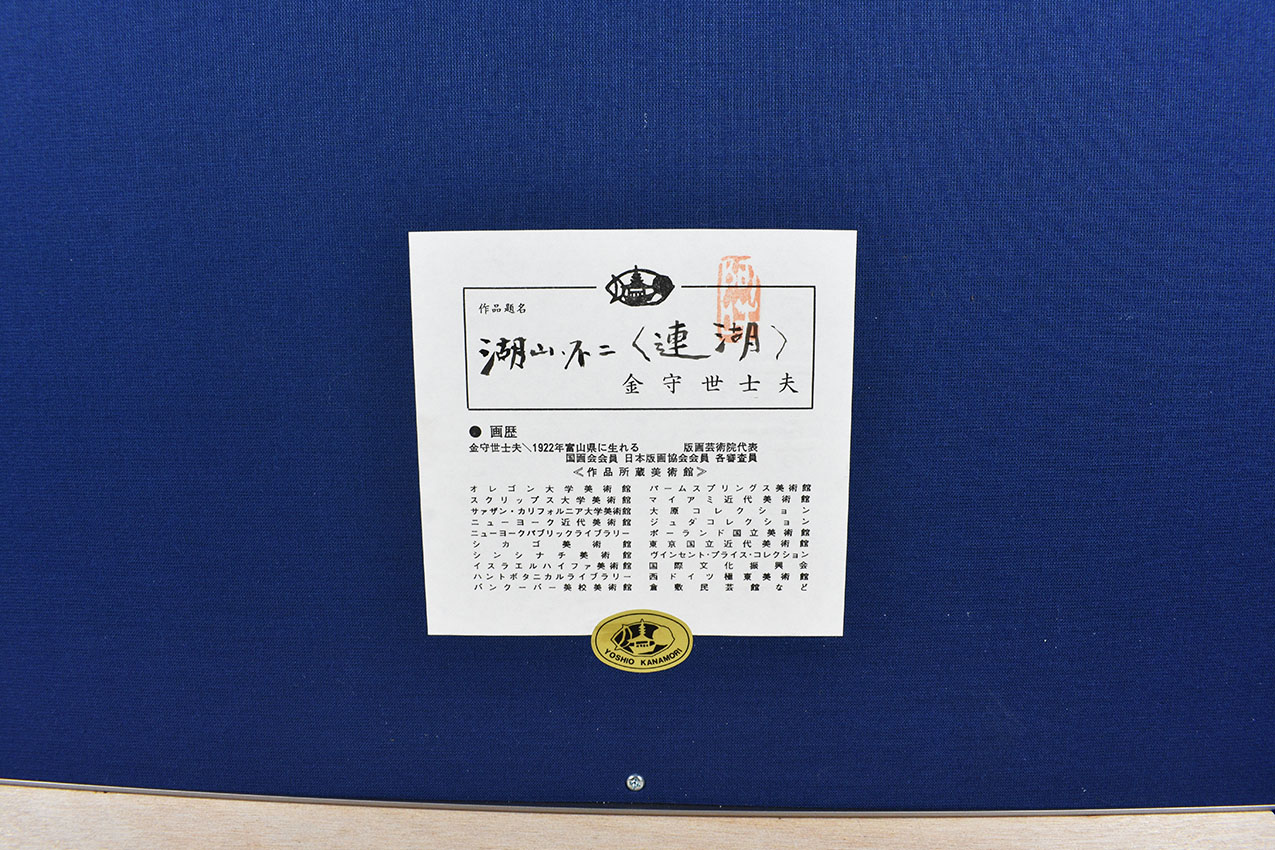 作品題名
湖山・不二〈連湖〉
金守世士夫
● 画歴
金守世士夫＼1922年富山県に生れる 版画芸術院代表
国画会会員 日本版画協会会員 各審査員
≪作品所蔵美術館≫
オレゴン大学美術館
スクリップス大学美術館
サァザン・カリフォルニア大学美術館
ニューヨーク近代美術館
ニューヨークパブリックライブラリー
シカゴ美術館
シンシナチ美術館
イスラエルハイファ美術館
ハントボタニカルライブラリー
バンクーバー美校美術館
パームスプリングス美術館
マイアミ近代美術館
大原コレクション
ジュダコレクション
ポーランド国立美術館
東京国立近代美術館
ヴィンセント・プライス・コレクション
国際文化振興会
西ドイツ極東美術館
倉敷民芸館など
YOSHIO KANAMORI